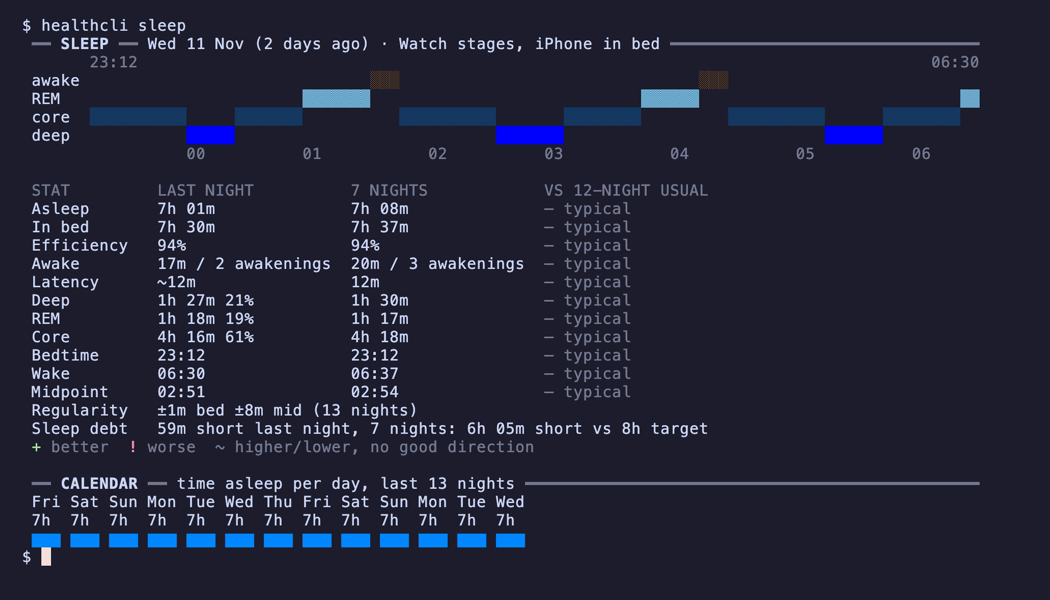 $ healthcli sleep
── SLEEP ── Wed 11 Nov (2 days ago) · Watch stages, iPhone in bed
23:12 06:30
awake
REM
core
deep
00 01 02 03 04 05 06
STAT LAST NIGHT 7 NIGHTS VS 12-NIGHT USUAL
Asleep 7h 01m 7h 08m — typical
In bed 7h 30m 7h 37m — typical
Efficiency 94% 94% — typical
Awake 17m / 2 awakenings 20m / 3 awakenings — typical
Latency ~12m 12m — typical
Deep 1h 27m 21% 1h 30m — typical
REM 1h 18m 19% 1h 17m — typical
Core 4h 16m 61% 4h 18m — typical
Bedtime 23:12 23:12 — typical
Wake 06:30 06:37 — typical
Midpoint 02:51 02:54 — typical
Regularity ±1m bed ±8m mid (13 nights)
Sleep debt 59m short last night, 7 nights: 6h 05m short vs 8h target
+ better ! worse ~ higher/lower, no good direction
── CALENDAR ── time asleep per day, last 13 nights
Fri Sat Sun Mon Tue Wed Thu Fri Sat Sun Mon Tue Wed
7h 7h 7h 7h 7h 7h 7h 7h 7h 7h 7h 7h 7h
$